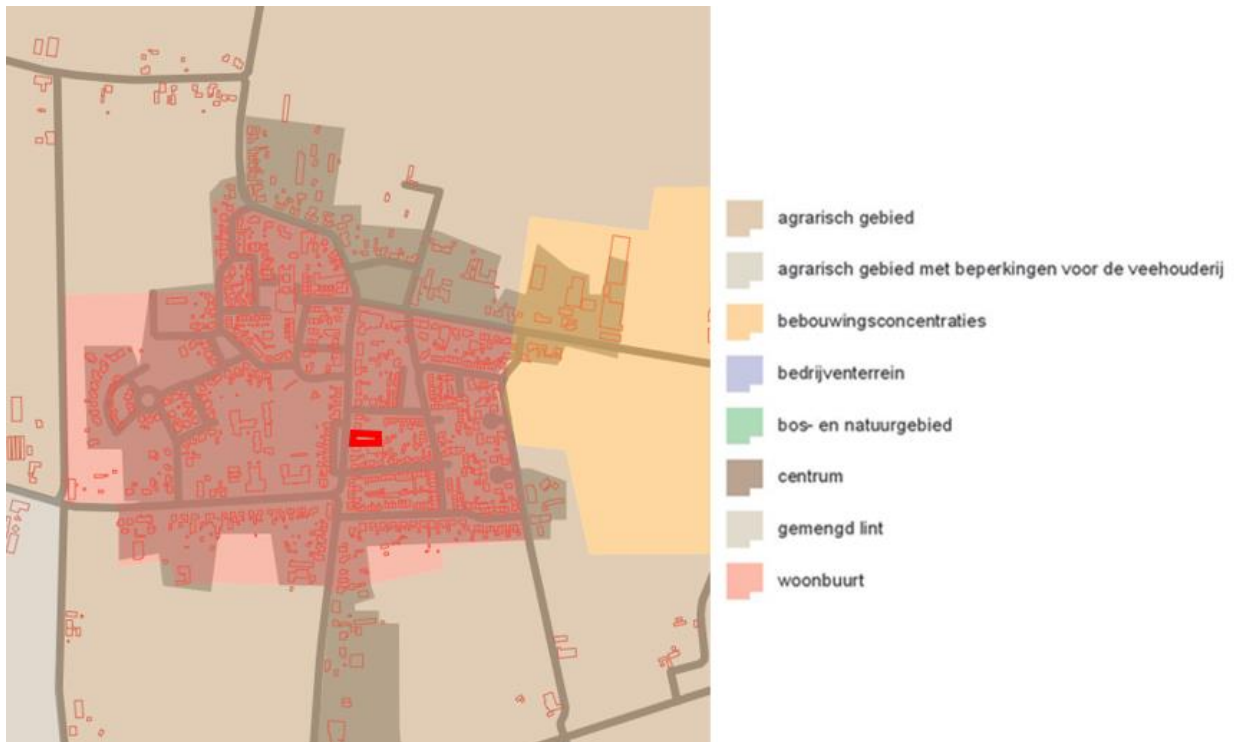 agrarisch gebied
agrarisch gebied met beperkingen voor de veehouderij
bebouwingsconcentraties
bedrijventerrein
bos- en natuurgebied
centrum
gemengd lint
woonbuurt